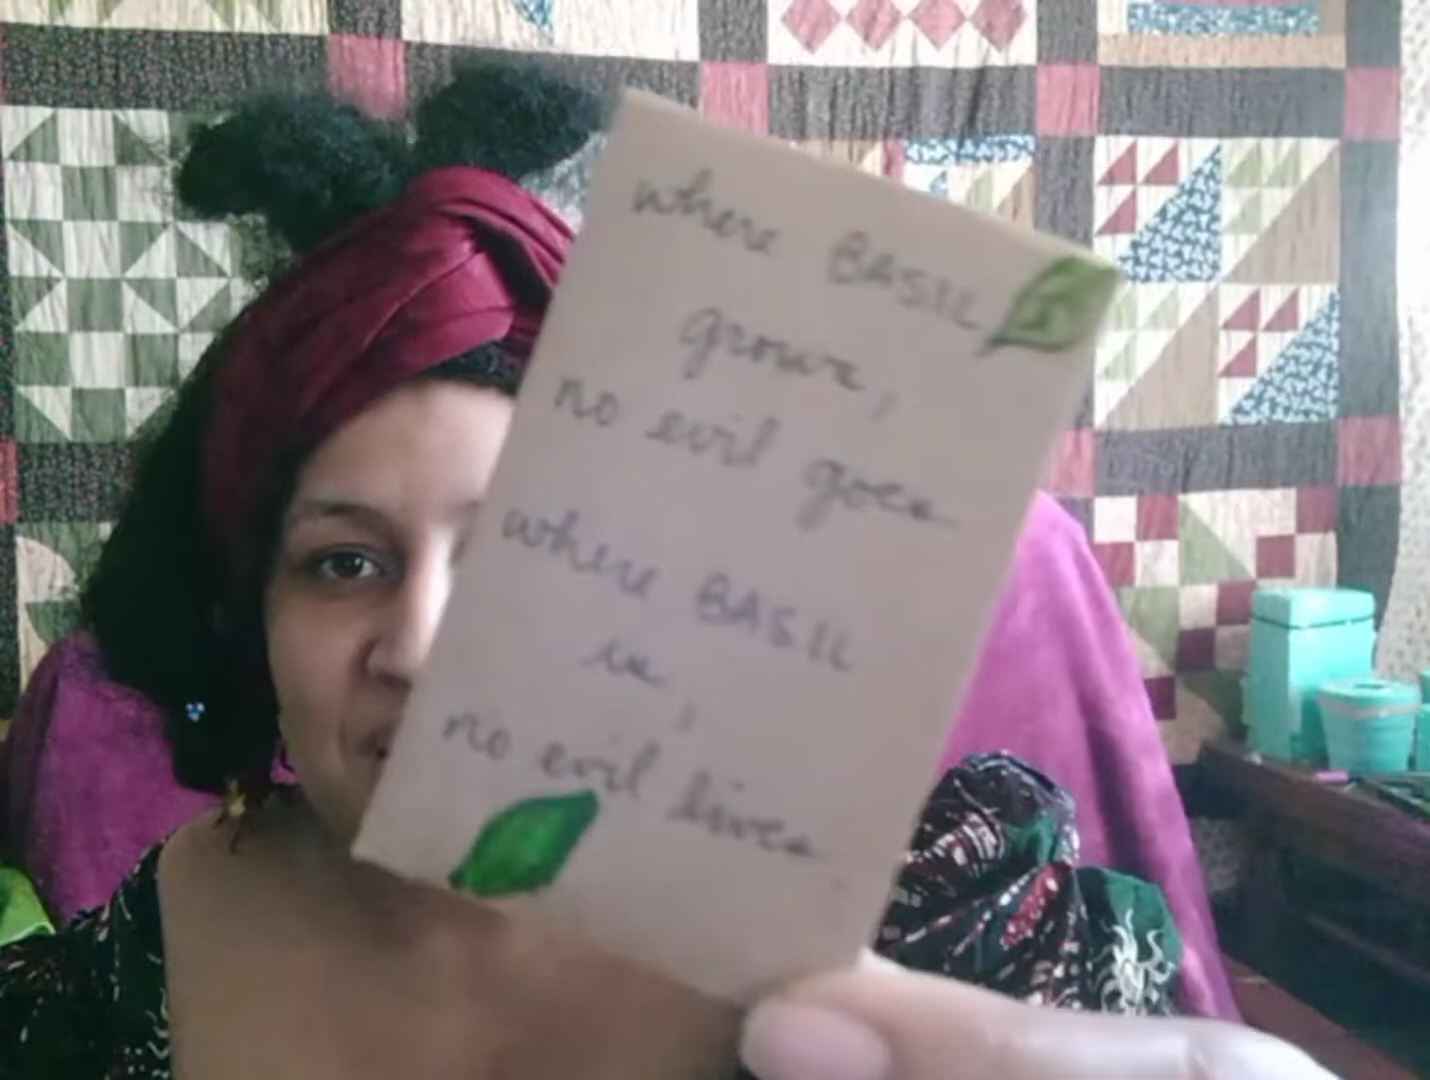 where BASIL
grows,
no evil goes
where BASIL
is,
no evil lives